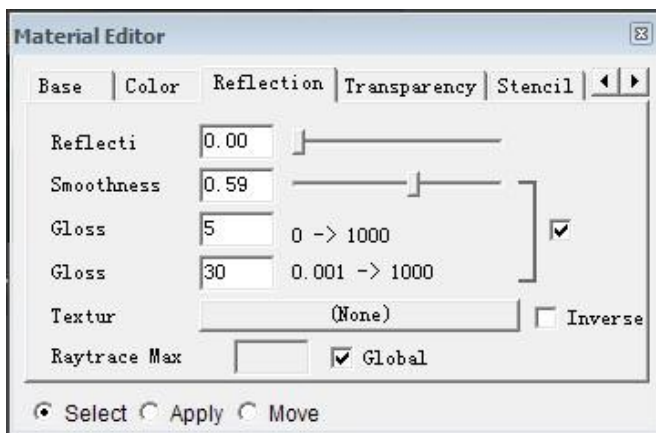 Material Editor
Base Color Reflection Transparency Stencil
Reflecti 0.00
Smoothness 0.59
Gloss 5 0 -> 1000
Gloss 30 0.001 -> 1000
Textur (None) Inverse
Raytrace Max Global
Select Apply Move